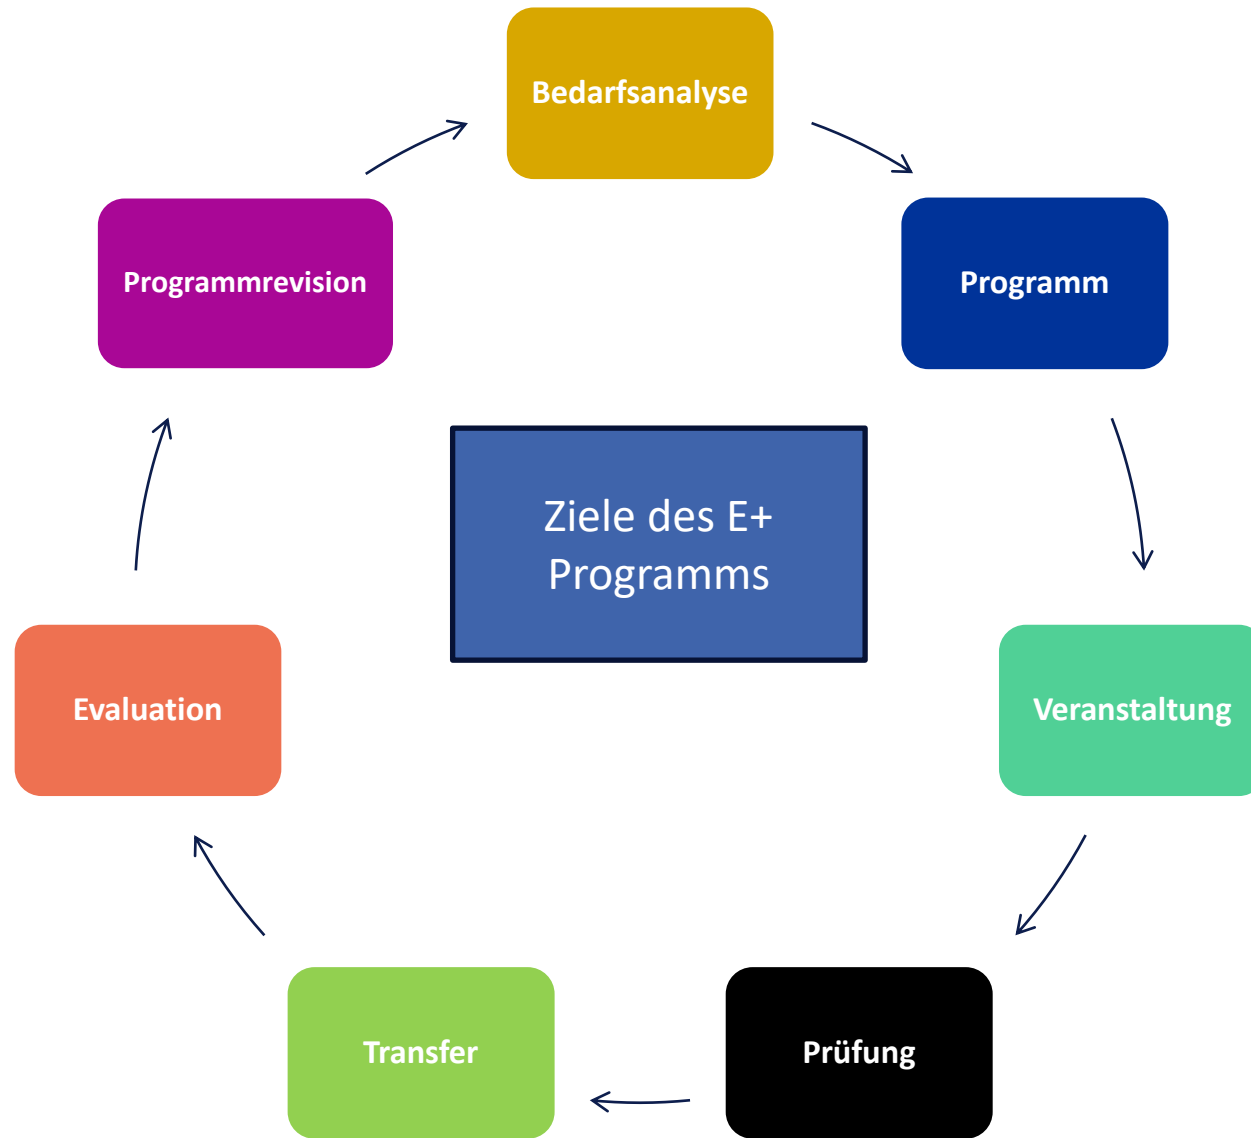 Bedarfsanalyse
Programm
Veranstaltung
Prüfung
Transfer
Evaluation
Programmrevision
Ziele des E+
Programms